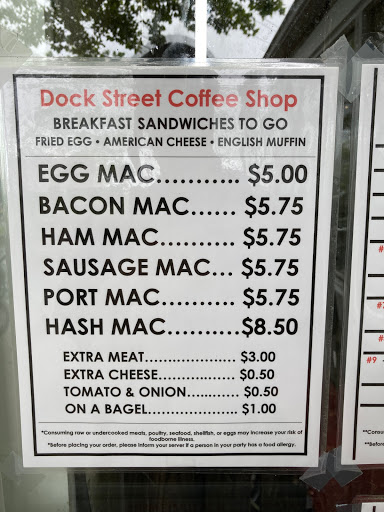 Dock Street Coffee Shop
BREAKFAST SANDWICHES TO GO
FRIED EGG • AMERICAN CHEESE • ENGLISH MUFFIN
EGG MAC........... $5.00
BACON MAC...... $5.75
HAM MAC.......... $5.75
SAUSAGE MAC... $5.75
PORT MAC.......... $5.75
HASH MAC..........$8.50
EXTRA MEAT.................... $3.00
EXTRA CHEESE................ $0.50
TOMATO & ONION.......... $0.50
ON A BAGEL.................... $1.00
*Consuming raw or undercooked meats, poultry, seafood, shellfish, or eggs may increase your risk of
foodborne illness.
*Before placing your order, please inform your server if a person in your party has a food allergy.
#9